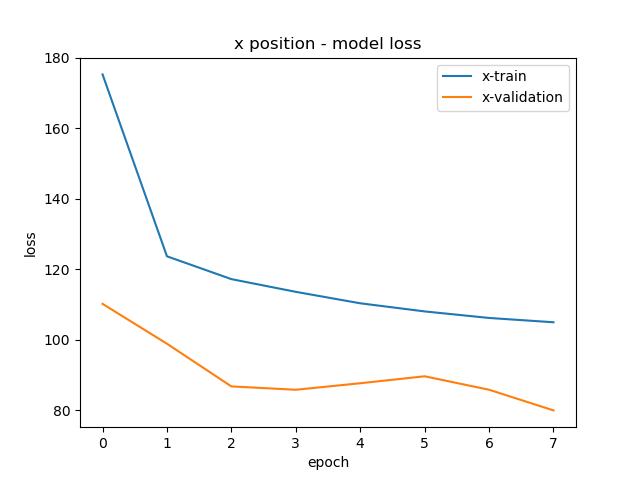 x position - model loss
x-train
x-validation
180
160
140
120
100
80
loss
0 1 2 3 4 5 6 7
epoch